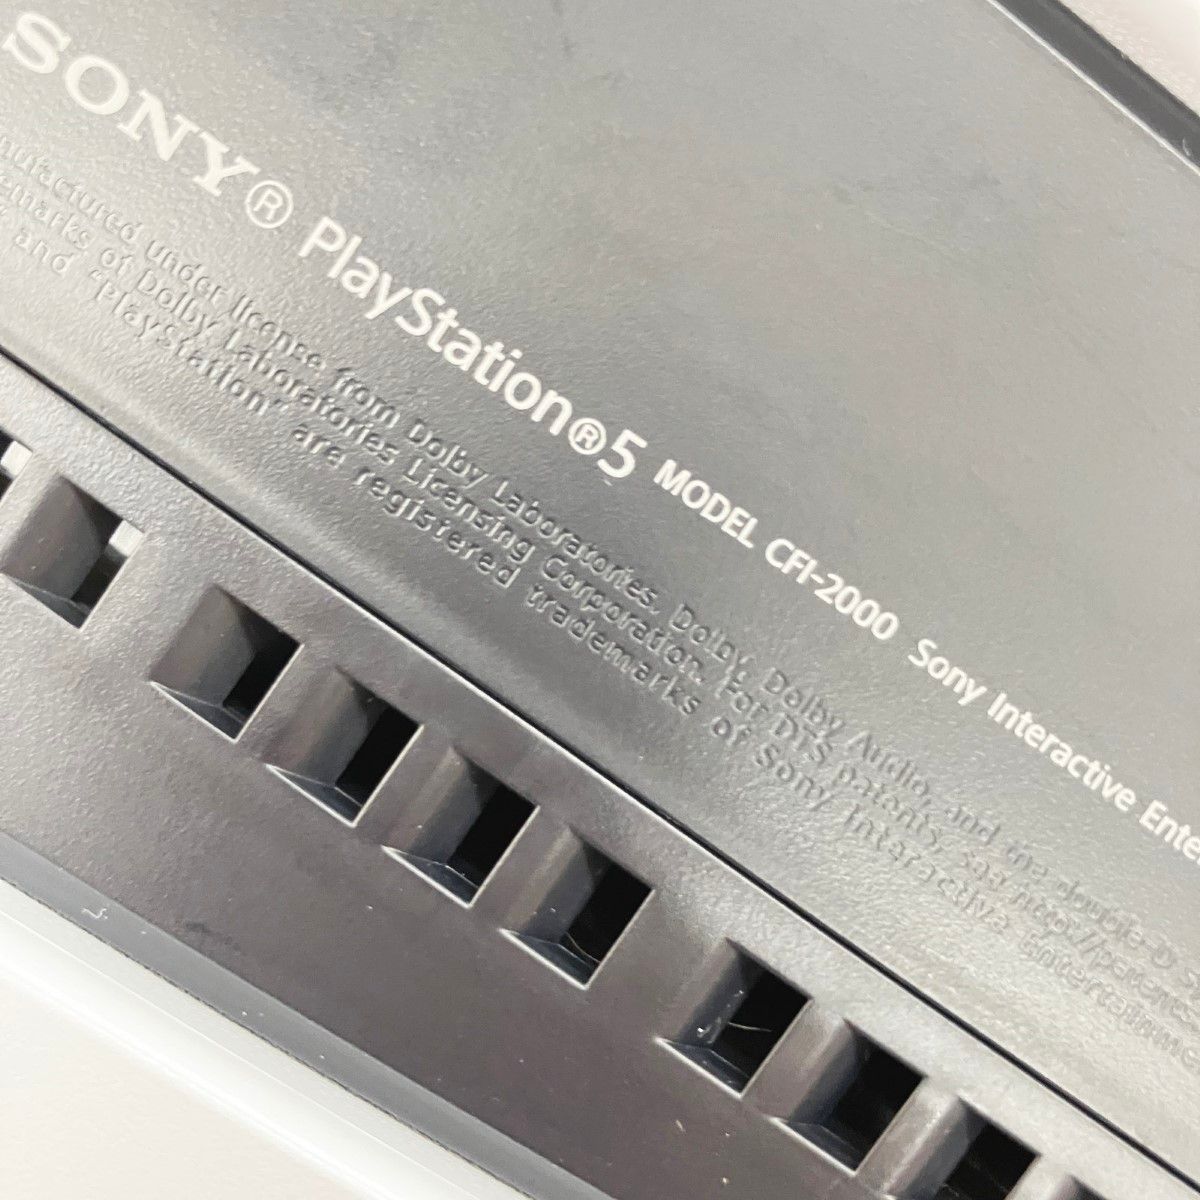 SONY® PlayStation®5 MODEL CFI-2000 Sony Interactive Ente
nufactured under license from Dolby Laboratories. Dolby, Dolby Audio, and the double-D s
emarks of Dolby Laboratories Licensing Corporation. For DTS patents, see http://patents.
and "PlayStation" are registered trademarks of Sony Interactive Entertainme